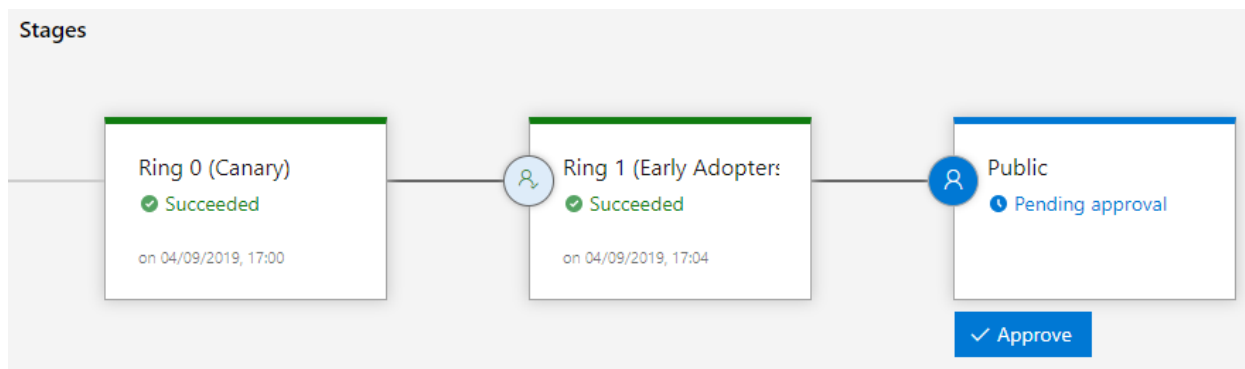 Stages
Ring 0 (Canary)
Succeeded
on 04/09/2019, 17:00
Ring 1 (Early Adopters
Succeeded
on 04/09/2019, 17:04
Public
Pending approval
Approve